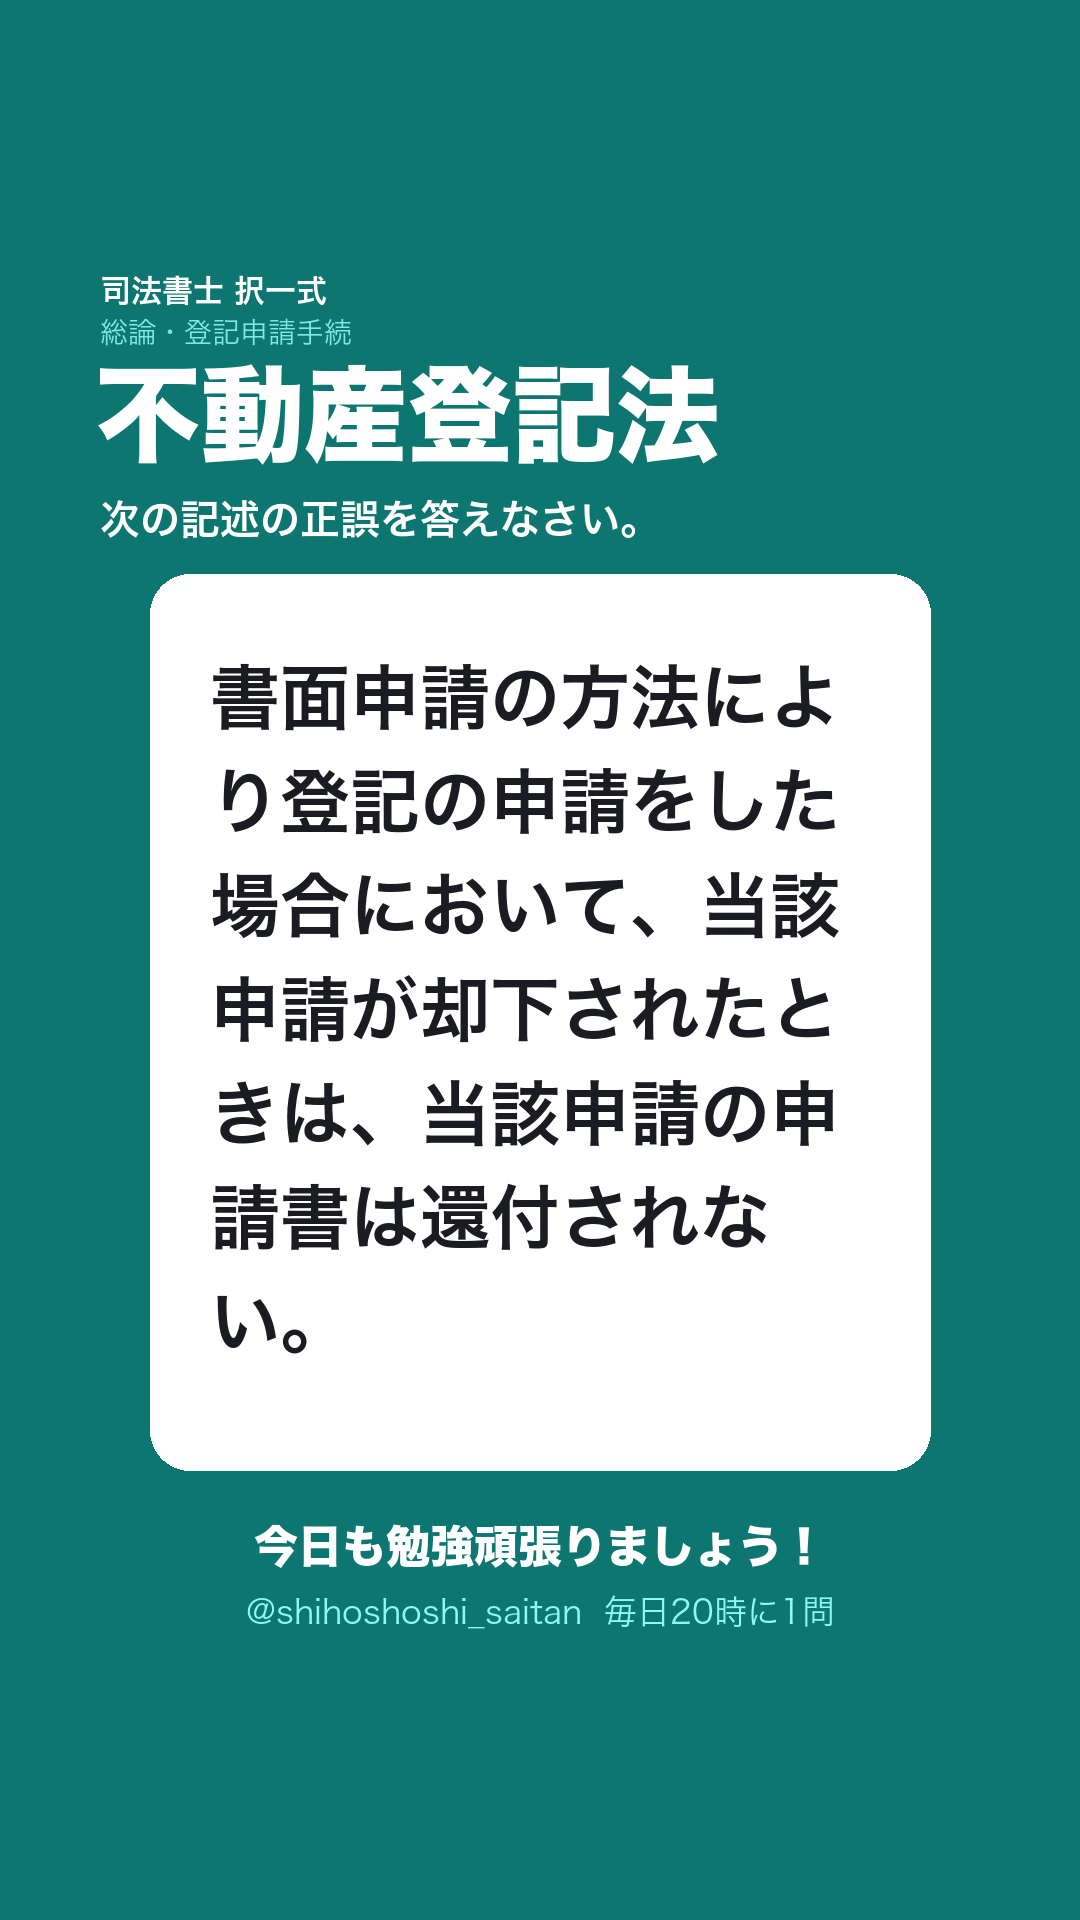 司法書士 択一式
総論・登記申請手続
不動産登記法
次の記述の正誤を答えなさい。
書面申請の方法によ
り登記の申請をした
場合において、当該
申請が却下されたと
きは、当該申請の申
請書は還付されな
い。
今日も勉強頑張りましょう！
@shihoshoshi_saitan 毎日20時に1問